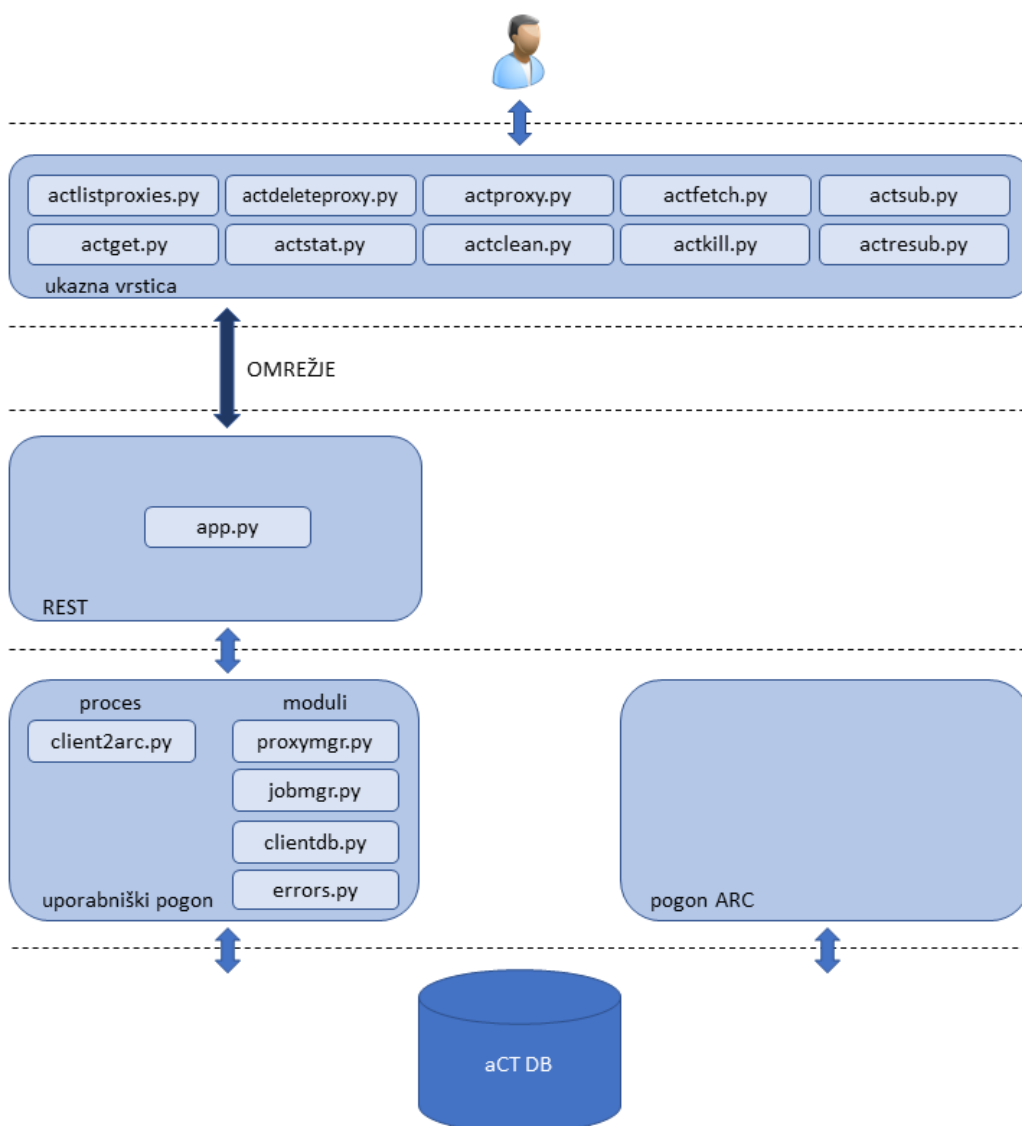 actlistproxies.py actdeleteproxy.py actproxy.py actfetch.py actsub.py
actget.py actstat.py actclean.py actkill.py actresub.py
ukazna vrstica
OMREŽJE
app.py
REST
proces moduli
client2arc.py proxymgr.py
jobmgr.py
clientdb.py
errors.py
uporabniški pogon pogon ARC
aCT DB